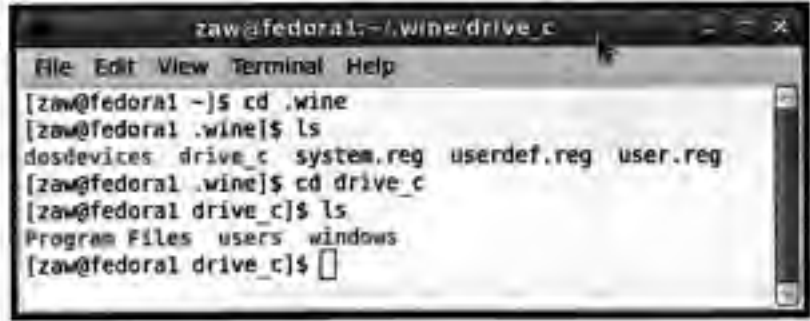 zaw@fedora1:~/.wine/drive_c
File Edit View Terminal Help
[zaw@fedora1 ~]$ cd .wine
[zaw@fedora1 .wine]$ ls
dosdevices drive_c system.reg userdef.reg user.reg
[zaw@fedora1 .wine]$ cd drive_c
[zaw@fedora1 drive_c]$ ls
Program Files users windows
[zaw@fedora1 drive_c]$